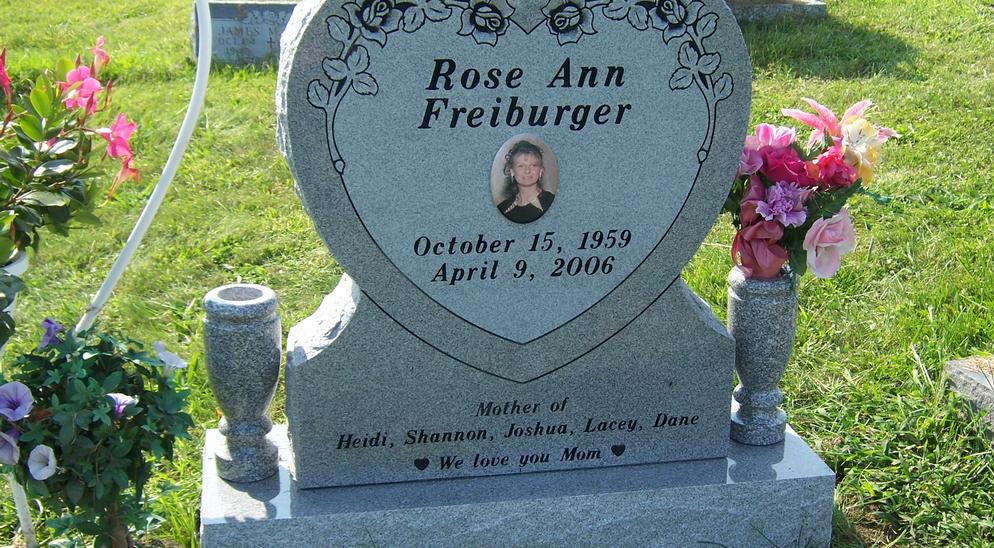 JAMES M
Rose Ann
Freiburger
October 15, 1959
April 9, 2006
Mother of
Heidi, Shannon, Joshua, Lacey, Dane
We love you Mom